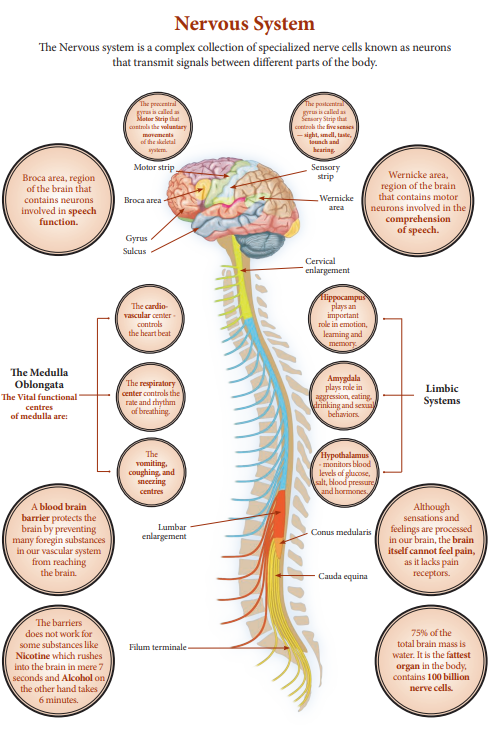 Nervous System
The Nervous system is a complex collection of specialized nerve cells known as neurons
that transmit signals between different parts of the body.
The precentral
gyrus is called as
Motor Strip that
controls the voluntary
movements
of the skeletal
system.
The postcentral
gyrus is called as
Sensory Strip that
controls the five senses
— sight, smell, taste,
tounch and
hearing.
Broca area, region
of the brain that
contains neurons
involved in speech
function.
Motor strip
Sensory
strip
Broca area
Wernicke
area
Gyrus
Sulcus
Wernicke area,
region of the brain
that contains motor
neurons involved in the
comprehension
of speech.
Cervical
enlargement
The cardio-
vascular center -
controls
the heart beat
Hippocampus
plays an
important
role in emotion,
learning and
memory.
The Medulla
Oblongata
The Vital functional
centres
of medulla are:
The respiratory
center controls the
rate and rhythm
of breathing.
Amygdala
plays role in
aggression, eating,
drinking and sexual
behaviors.
Limbic
Systems
The
vomiting,
coughing, and
sneezing
centres
Hypothalamus
- monitors blood
levels of glucose,
salt, blood pressure
and hormones.
A blood brain
barrier protects the
brain by preventing
many foregin substances
in our vascular system
from reaching
the brain.
Lumbar
enlargement
Conus medularis
Cauda equina
Although
sensations and
feelings are processed
in our brain, the brain
itself cannot feel pain,
as it lacks pain
receptors.
The barriers
does not work for
some substances like
Nicotine which rushes
into the brain in mere 7
seconds and Alcohol on
the other hand takes
6 minutes.
Filum terminale
75% of the
total brain mass is
water. It is the fattest
organ in the body,
contains 100 billion
nerve cells.